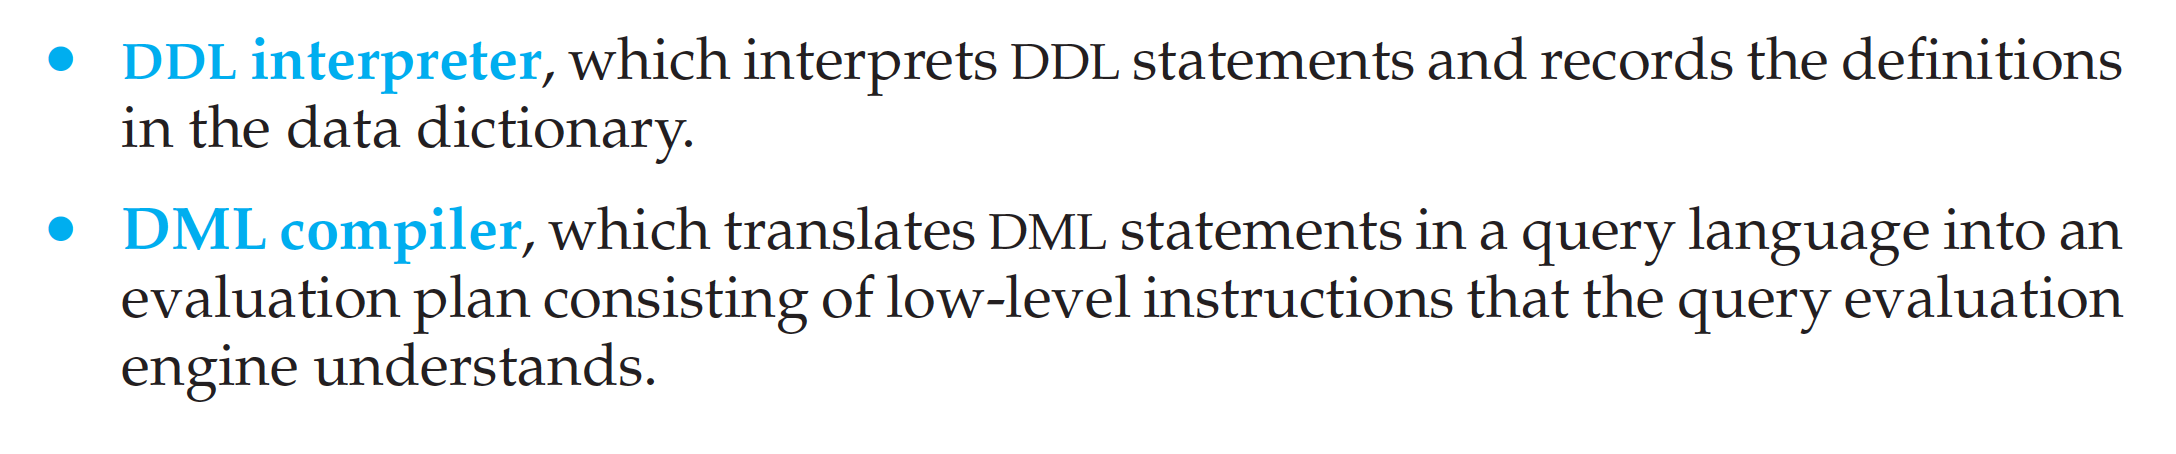 • DDL interpreter, which interprets DDL statements and records the definitions
in the data dictionary.
• DML compiler, which translates DML statements in a query language into an
evaluation plan consisting of low-level instructions that the query evaluation
engine understands.